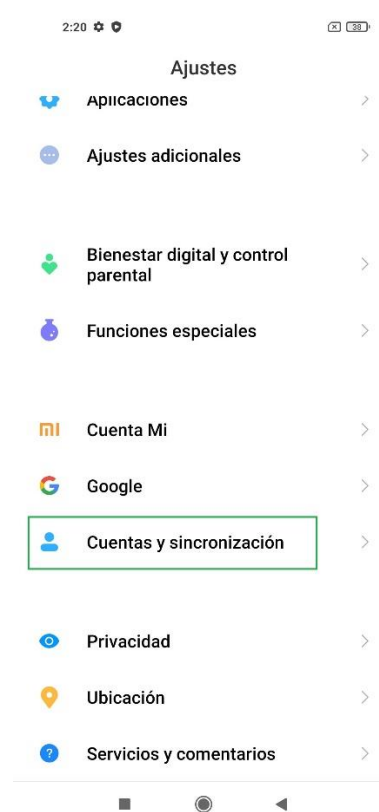 2:20
38
Ajustes
Aplicaciones
Ajustes adicionales
Bienestar digital y control
parental
Funciones especiales
Cuenta Mi
Google
Cuentas y sincronización
Privacidad
Ubicación
Servicios y comentarios